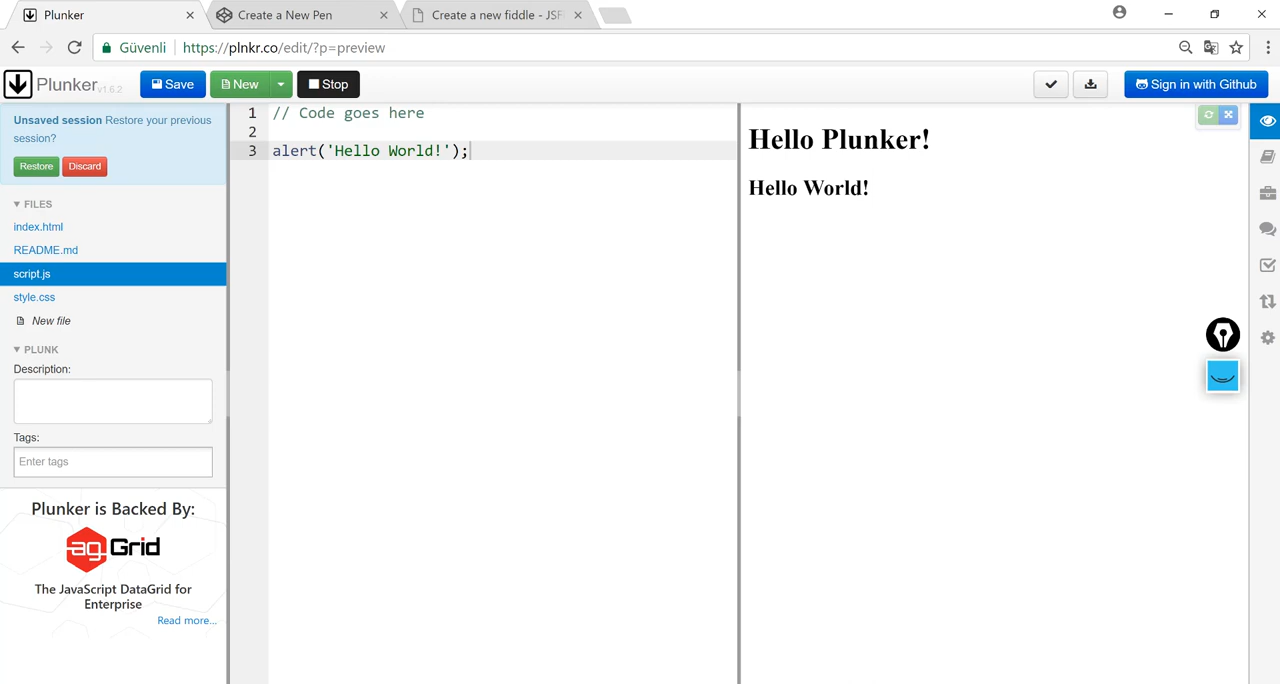 Plunker
Create a New Pen
Create a new fiddle - JSF
Güvenli
https://plnkr.co/edit/?p=preview
Plunker v1.6.2
Save
New
Stop
Sign in with Github
Unsaved session Restore your previous
session?
Restore
Discard
FILES
index.html
README.md
script.js
style.css
New file
PLUNK
Description:
Tags:
Enter tags
Plunker is Backed By:
ag Grid
The JavaScript DataGrid for
Enterprise
Read more...
1 // Code goes here
2
3 alert('Hello World!');
Hello Plunker!
Hello World!